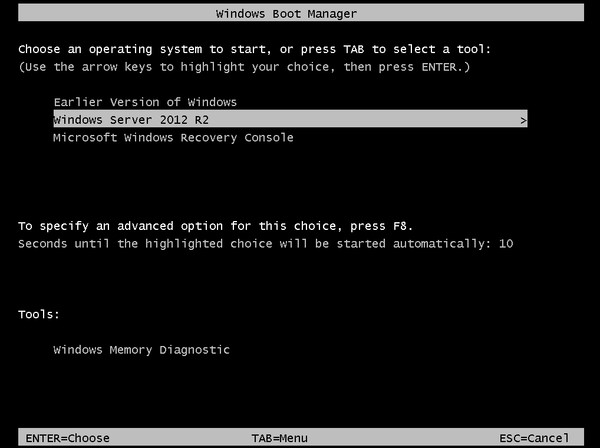 Windows Boot Manager
Choose an operating system to start, or press TAB to select a tool:
(Use the arrow keys to highlight your choice, then press ENTER.)
Earlier Version of Windows
Windows Server 2012 R2 >
Microsoft Windows Recovery Console
To specify an advanced option for this choice, press F8.
Seconds until the highlighted choice will be started automatically: 10
Tools:
Windows Memory Diagnostic
ENTER=Choose TAB=Menu ESC=Cancel